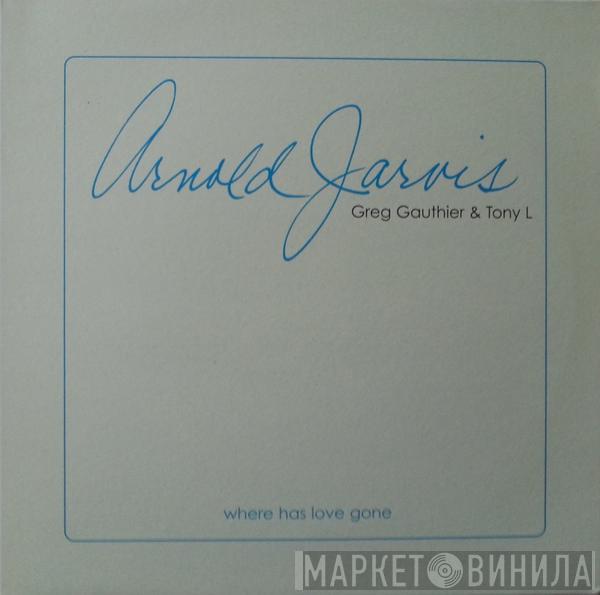 Arnold Jarvis
Greg Gauthier & Tony L
where has love gone
МАРКЕТ ВИНИЛА